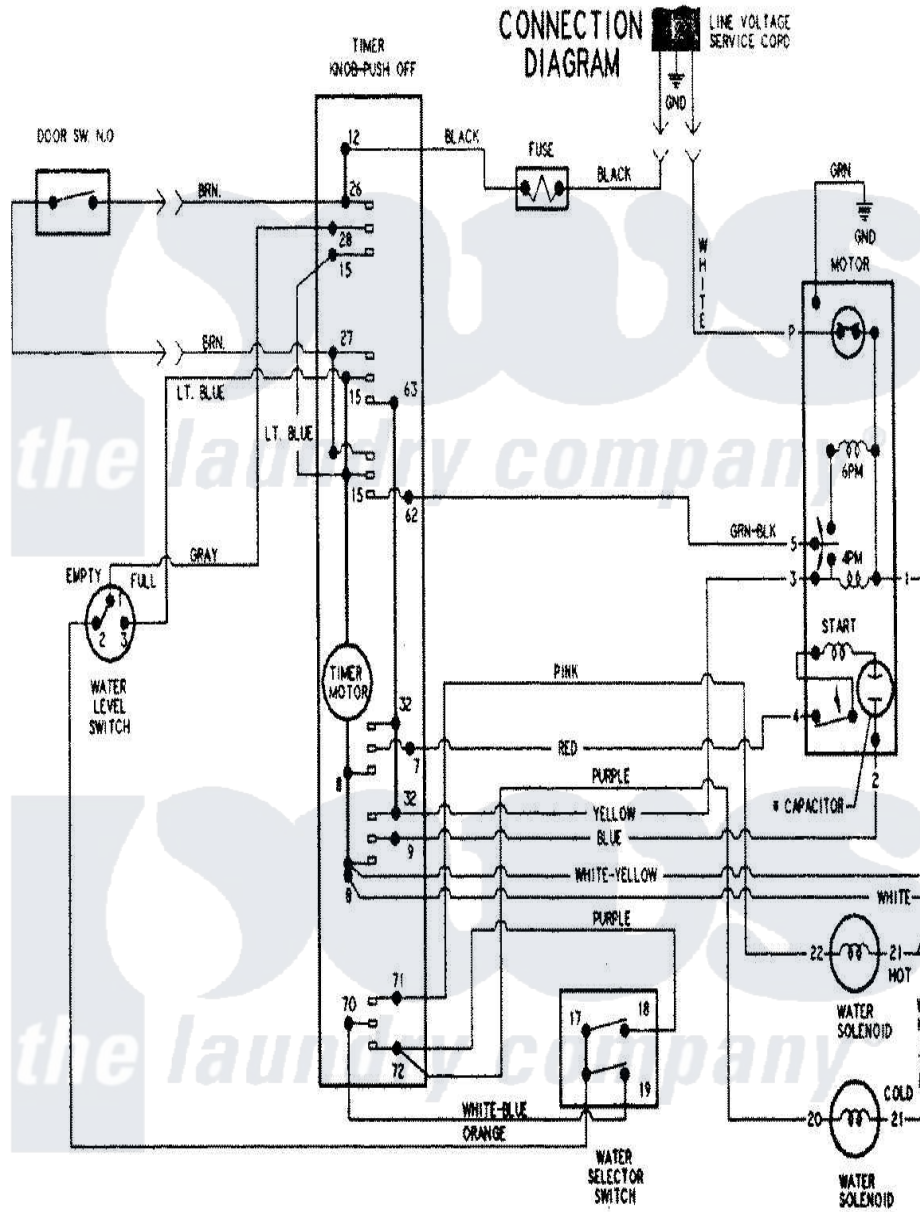 CONNECTION
DIAGRAM
LINE VOLTAGE
SERVICE CORD
GND
TIMER
KNOB-PUSH OFF
DOOR SW. N.O
12
BLACK
FUSE
BLACK
GRN
GND
BRN.
26
28
15
WHITE
MOTOR
P
27
BRN.
LT. BLUE
15
63
LT. BLUE
the laundry company
6PM
15
62
GRN-BLK
5
4PM
GRAY
EMPTY
FULL
1
2
3
3
1
WATER
LEVEL
SWITCH
START
TIMER
MOTOR
PINK
32
4
RED
7
8
PURPLE
2
* CAPACITOR
32
YELLOW
BLUE
9
WHITE-YELLOW
8
WHITE
PURPLE
22
21
HOT
WATER
SOLENOID
71
70
17
18
the laundry company
72
19
WHITE-BLUE
ORANGE
COLD
20
21
WATER
SELECTOR
SWITCH
WATER
SOLENOID